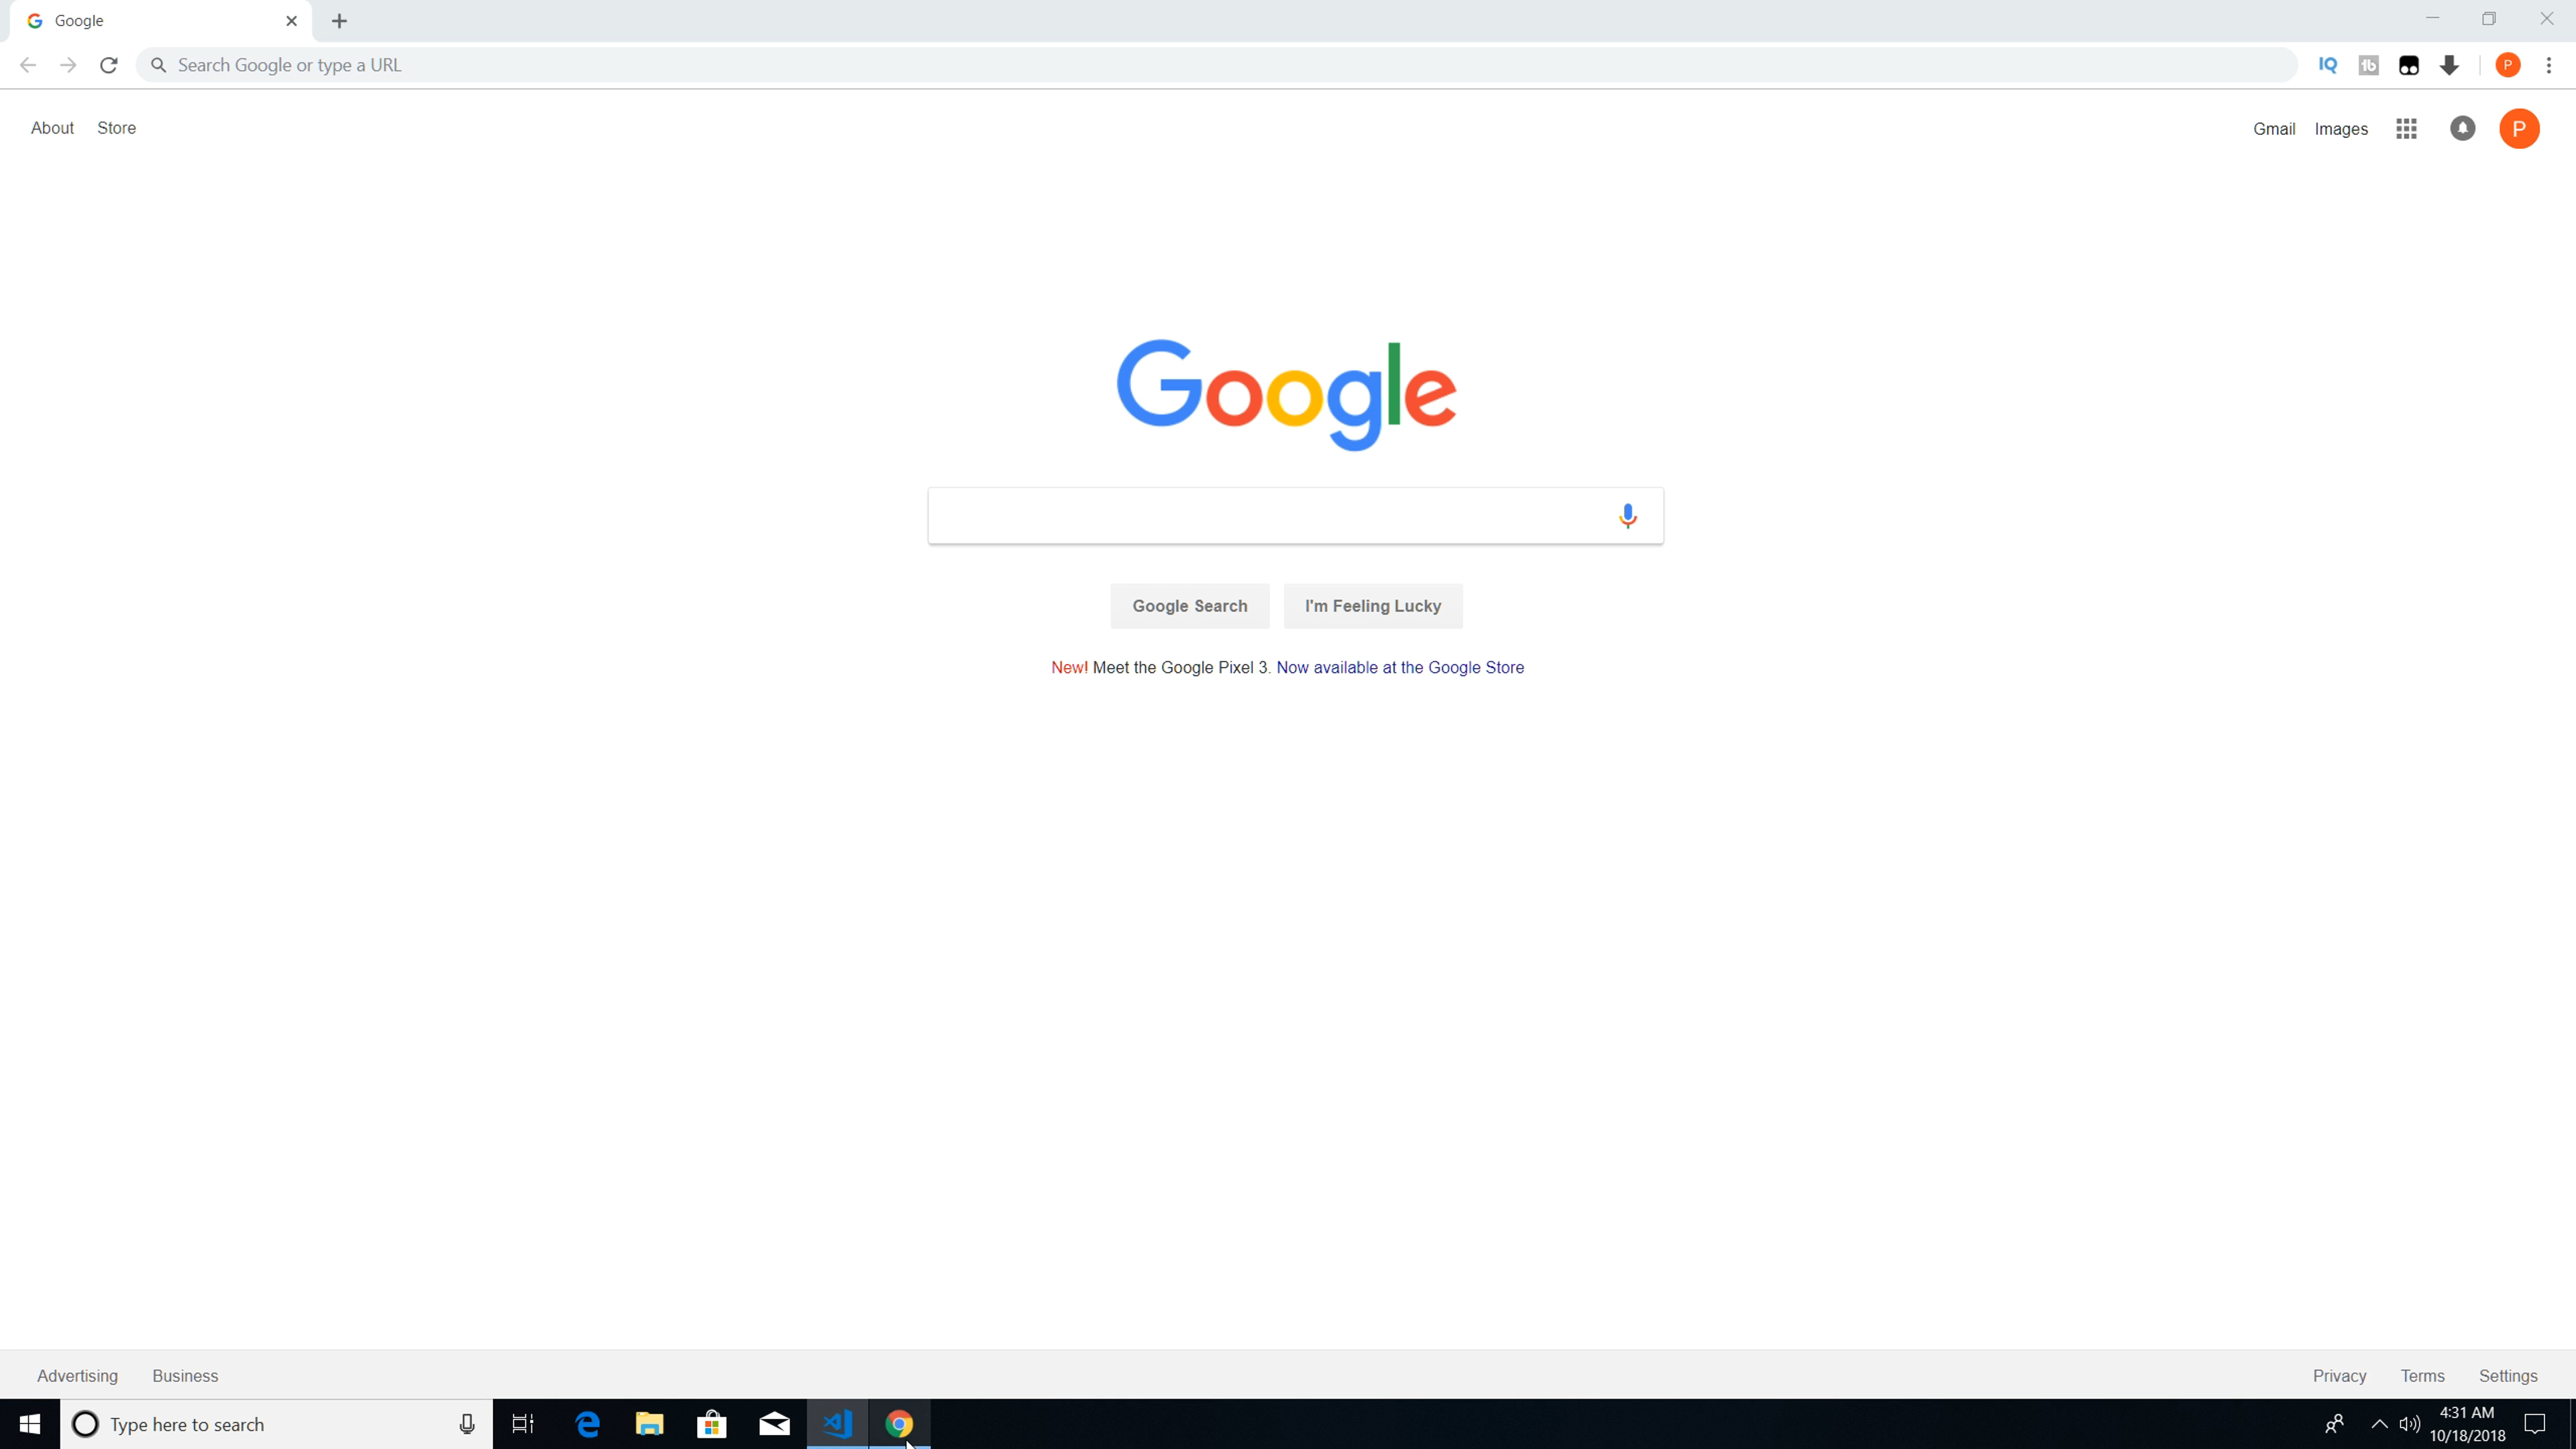 Google
Search Google or type a URL
IQ
tb
P
About Store
Gmail Images
P
Google
Google Search
I'm Feeling Lucky
New! Meet the Google Pixel 3. Now available at the Google Store
Advertising Business
Privacy Terms Settings
Type here to search
4:31 AM
10/18/2018